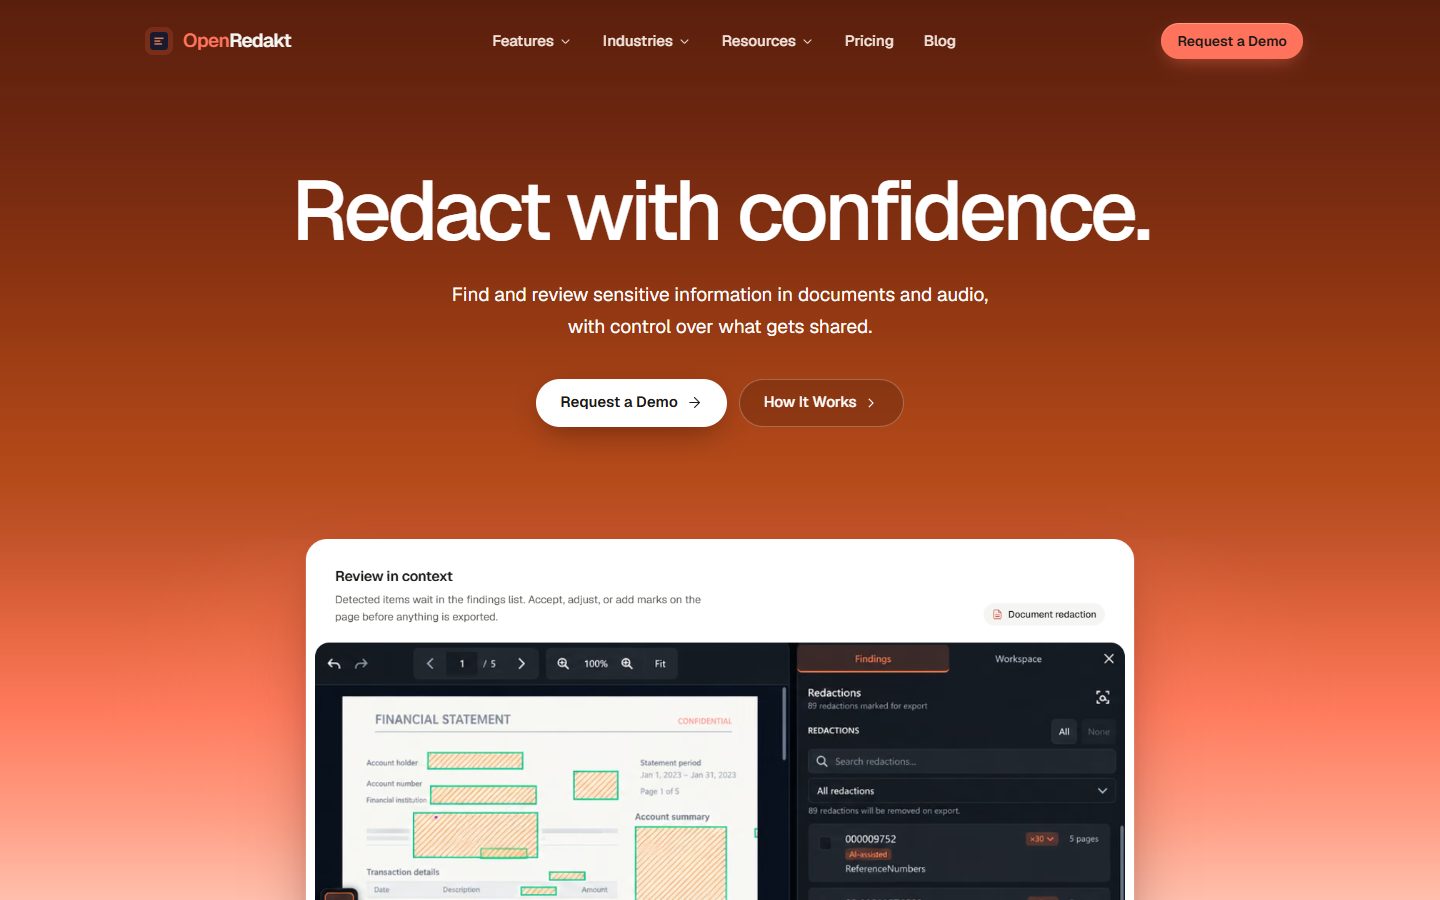 OpenRedakt
Features
Industries
Resources
Pricing
Blog
Request a Demo
Redact with confidence.
Find and review sensitive information in documents and audio,
with control over what gets shared.
Request a Demo
How It Works
Review in context
Detected items wait in the findings list. Accept, adjust, or add marks on the
page before anything is exported.
Document redaction
1 / 5
100%
Fit
Findings
Workspace
FINANCIAL STATEMENT
CONFIDENTIAL
Account holder
Account number
Financial institution
Statement period
Jan 1, 2023 – Jan 31, 2023
Page 1 of 5
Account summary
Transaction details
Date
Description
Amount
Redactions
89 redactions marked for export
REDACTIONS
All
None
Search redactions...
All redactions
89 redactions will be removed on export.
000009752
×30
5 pages
AI-assisted
ReferenceNumbers